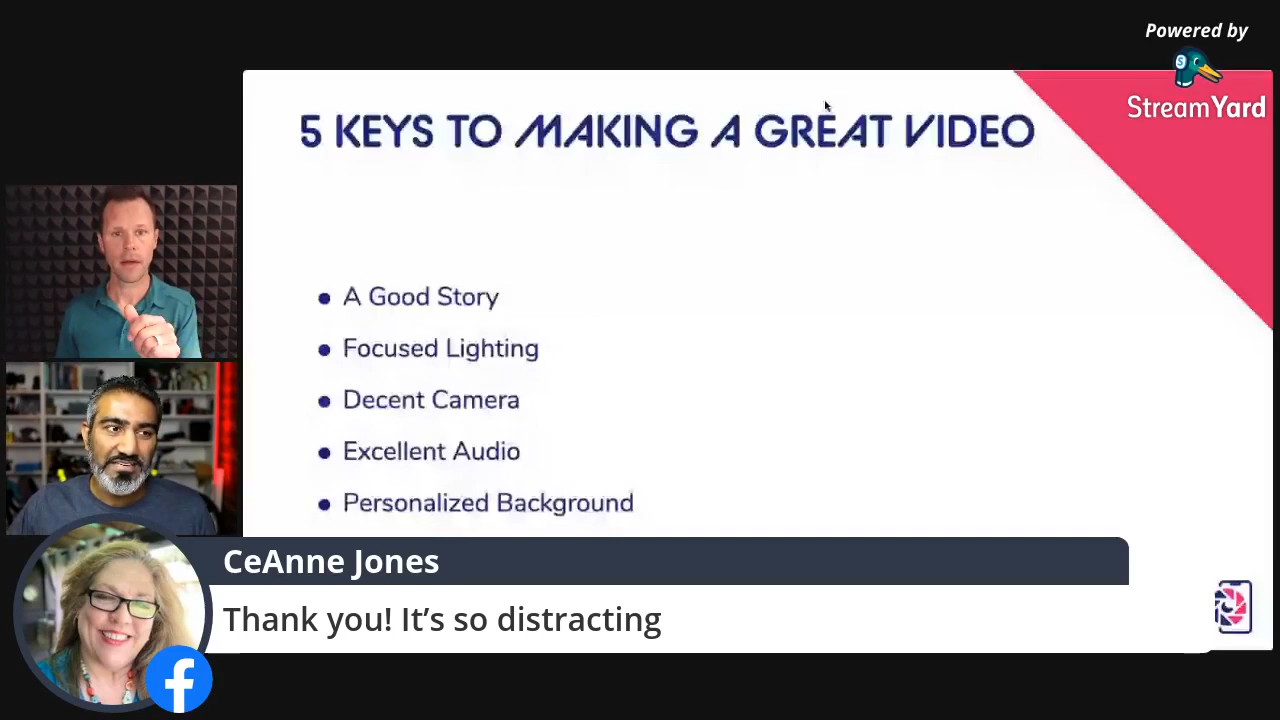 Powered by
StreamYard
5 KEYS TO MAKING A GREAT VIDEO
A Good Story
Focused Lighting
Decent Camera
Excellent Audio
Personalized Background
CeAnne Jones
Thank you! It’s so distracting